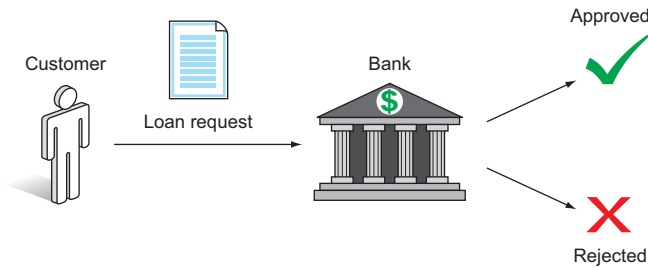 Approved
Customer
Bank
$
Loan request
Rejected